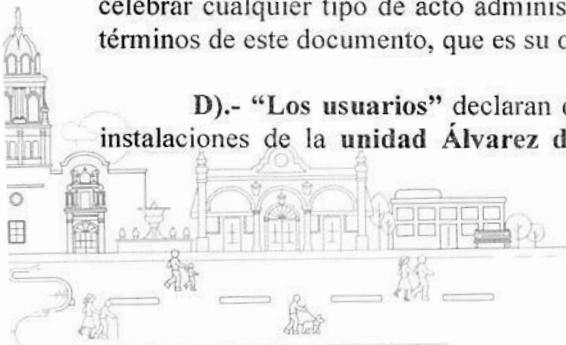 celebrar cualquier tipo de acto adminis
términos de este documento, que es su
D).- “Los usuarios” declaran
instalaciones de la unidad Álvarez d